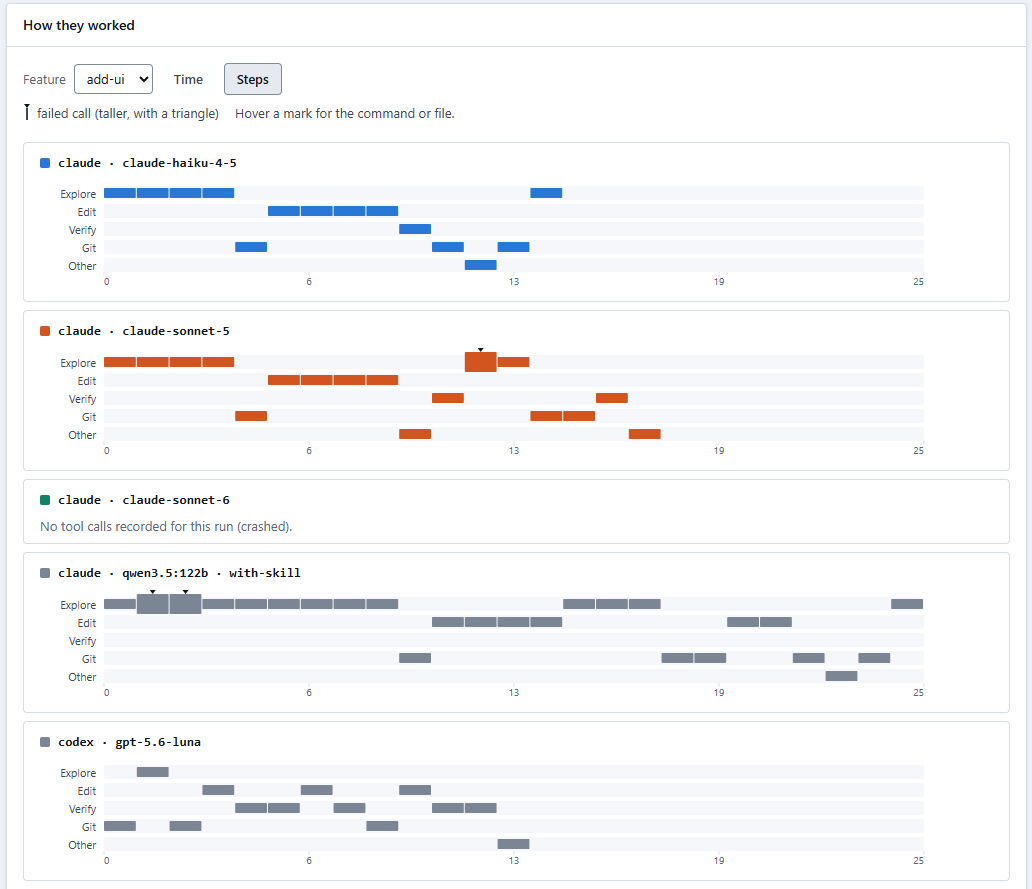 How they worked
Feature add-ui Time Steps
failed call (taller, with a triangle) Hover a mark for the command or file.
claude · claude-haiku-4-5
Explore
Edit
Verify
Git
Other
0 6 13 19 25
claude · claude-sonnet-5
Explore
Edit
Verify
Git
Other
0 6 13 19 25
claude · claude-sonnet-6
No tool calls recorded for this run (crashed).
claude · qwen3.5:122b · with-skill
Explore
Edit
Verify
Git
Other
0 6 13 19 25
codex · gpt-5.6-luna
Explore
Edit
Verify
Git
Other
0 6 13 19 25